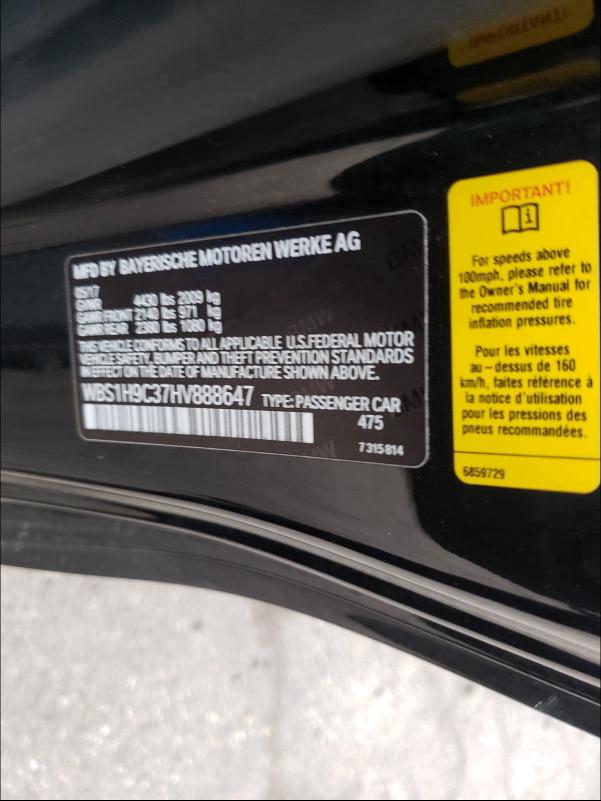 MFD BY BAYERISCHE MOTOREN WERKE AG
05/17
GVWR 4430 lbs 2009 kg
GAWR FRONT 2140 lbs 971 kg
GAWR REAR 2380 lbs 1080 kg
THIS VEHICLE CONFORMS TO ALL APPLICABLE U.S.FEDERAL MOTOR
VEHICLE SAFETY, BUMPER AND THEFT PREVENTION STANDARDS
IN EFFECT ON THE DATE OF MANUFACTURE SHOWN ABOVE.
WBS1H9C37HV888647 TYPE: PASSENGER CAR
475
7315814
IMPORTANT!
For speeds above
100mph, please refer to
the Owner's Manual for
recommended tire
inflation pressures.
Pour les vitesses
au-dessus de 160
km/h, faites référence à
la notice d'utilisation
pour les pressions des
pneus recommandées.
6859729